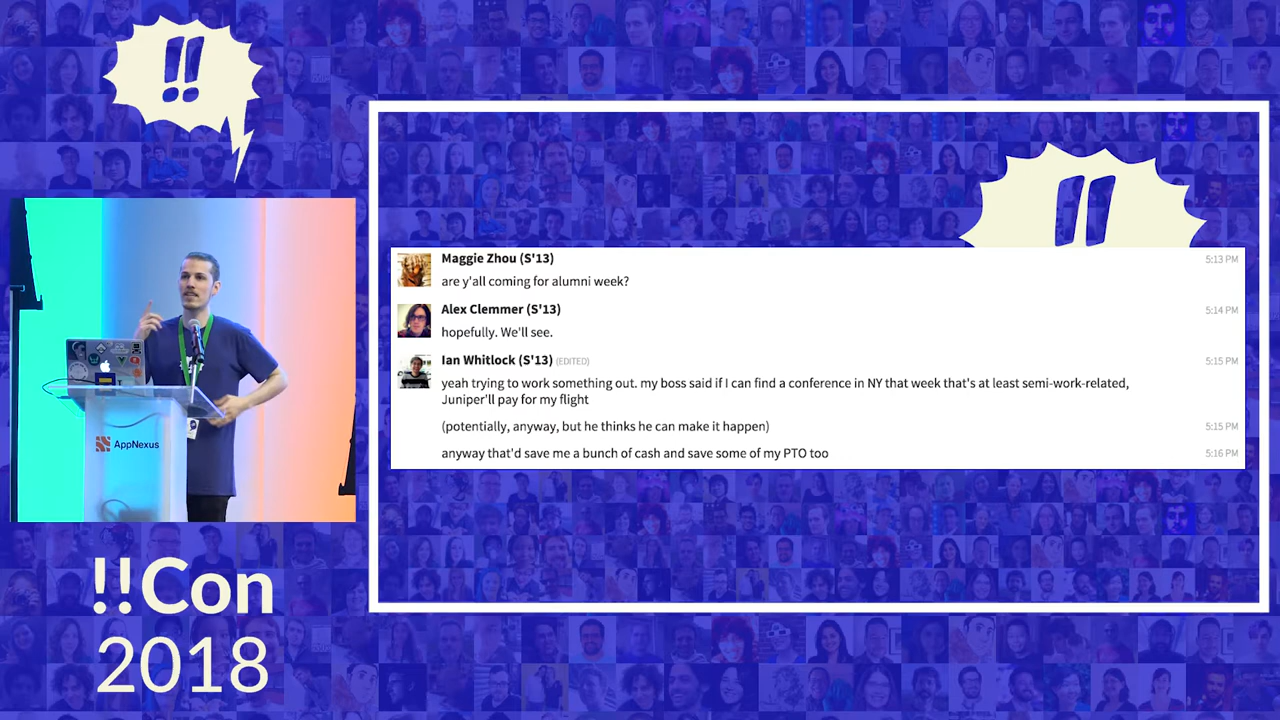 !!
!!
Maggie Zhou (S'13)
5:13 PM
are y'all coming for alumni week?
Alex Clemmer (S'13)
5:14 PM
hopefully. We'll see.
Ian Whitlock (S'13) (EDITED)
5:15 PM
yeah trying to work something out. my boss said if I can find a conference in NY that week that's at least semi-work-related,
Juniper'll pay for my flight
(potentially, anyway, but he thinks he can make it happen)
5:15 PM
anyway that'd save me a bunch of cash and save some of my PTO too
5:16 PM
AppNexus
!!Con
2018